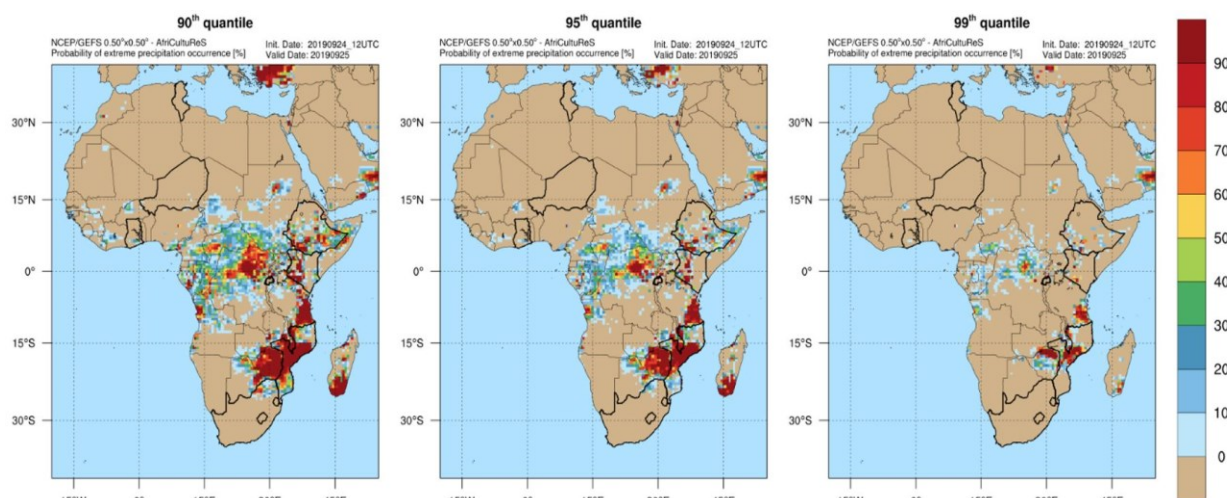 90th quantile
NCEP/GEFS 0.50°x0.50° - AfriCultuReS Init. Date: 20190924_12UTC
Probability of extreme precipitation occurrence [%] Valid Date: 20190925
30°N
15°N
0°
15°S
30°S
95th quantile
NCEP/GEFS 0.50°x0.50° - AfriCultuReS Init. Date: 20190924_12UTC
Probability of extreme precipitation occurrence [%] Valid Date: 20190925
30°N
15°N
0°
15°S
30°S
99th quantile
NCEP/GEFS 0.50°x0.50° - AfriCultuReS Init. Date: 20190924_12UTC
Probability of extreme precipitation occurrence [%] Valid Date: 20190925
30°N
15°N
0°
15°S
30°S
90
80
70
60
50
40
30
20
10
0